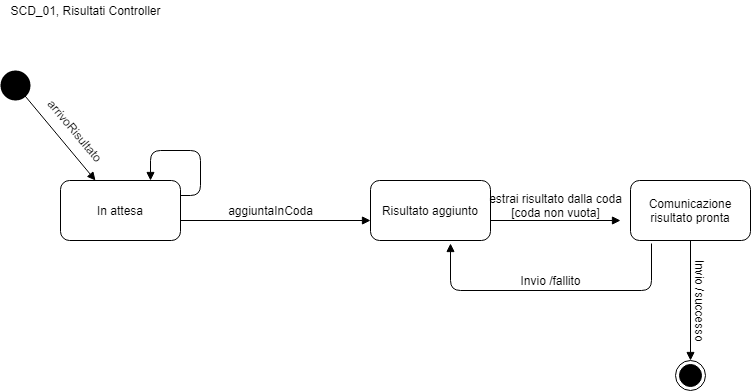 SCD_01, Risultati Controller
arrivoRisultato
In attesa
aggiuntaInCoda
Risultato aggiunto
estrai risultato dalla coda
[coda non vuota]
Comunicazione
risultato pronta
Invio /fallito
Invio / successo